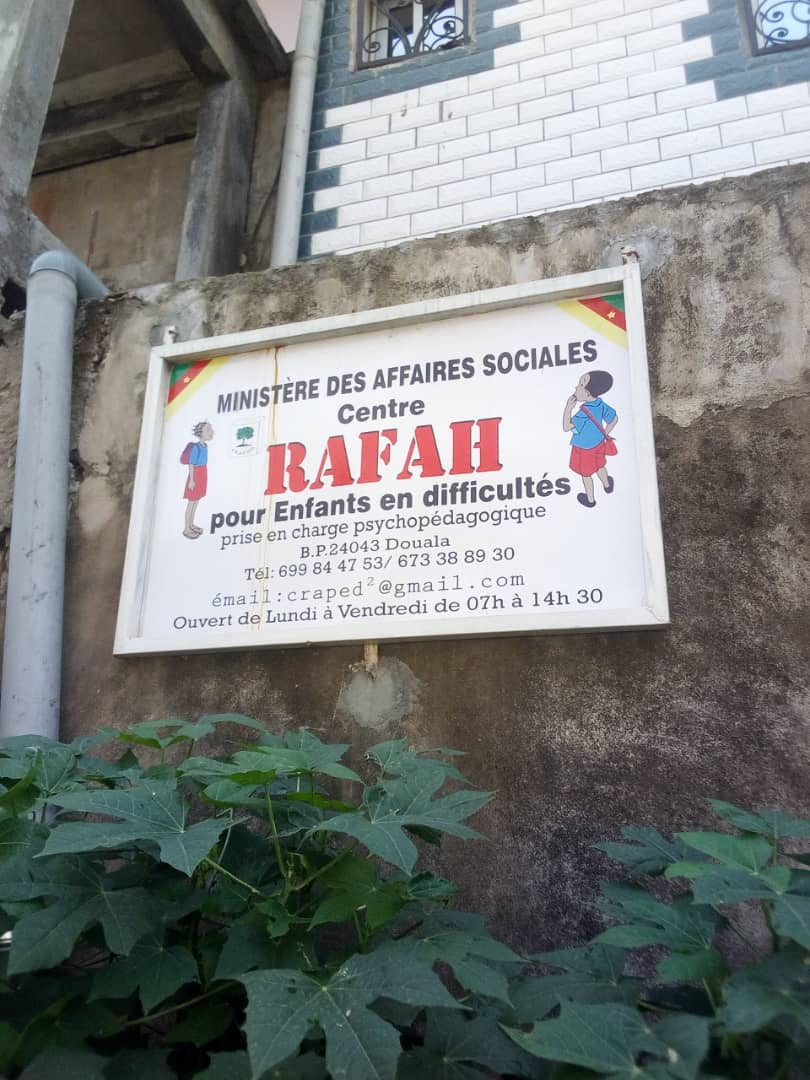 MINISTÈRE DES AFFAIRES SOCIALES
Centre
RAFAH
pour Enfants en difficultés
prise en charge psychopédagogique
B.P.24043 Douala
Tél: 699 84 47 53/ 673 38 89 30
émail:craped²@gmail.com
Ouvert de Lundi à Vendredi de 07h à 14h 30